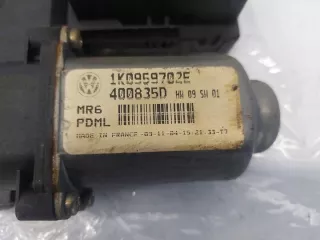 1K0959702E
400835D HW 09 SW 01
MR6
PDML
MADE IN FRANCE